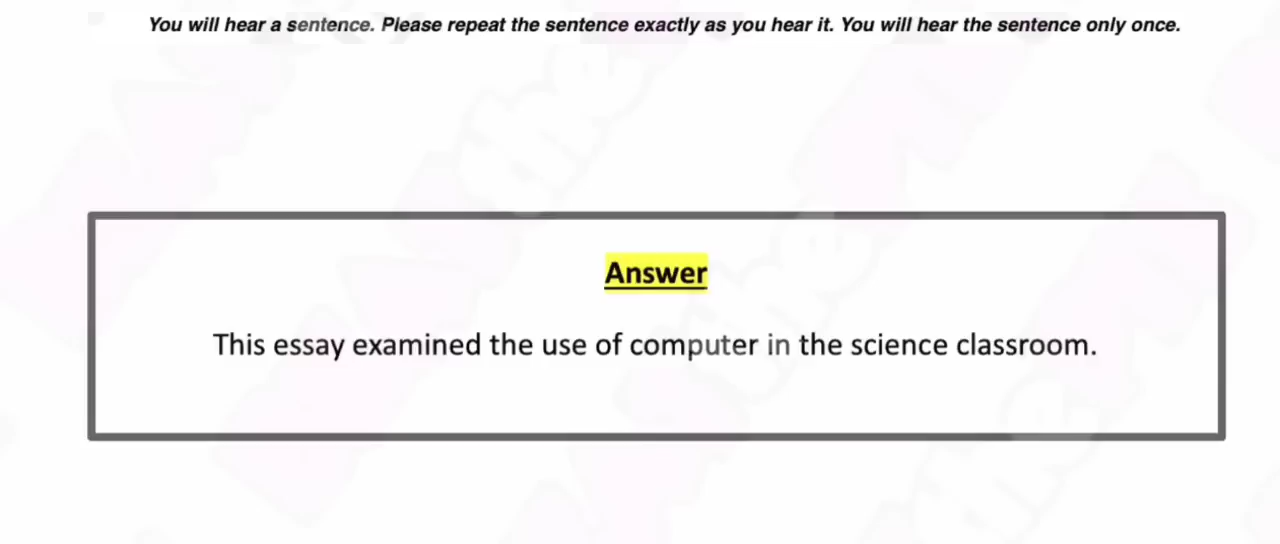 You will hear a sentence. Please repeat the sentence exactly as you hear it. You will hear the sentence only once.
Answer
This essay examined the use of computer in the science classroom.